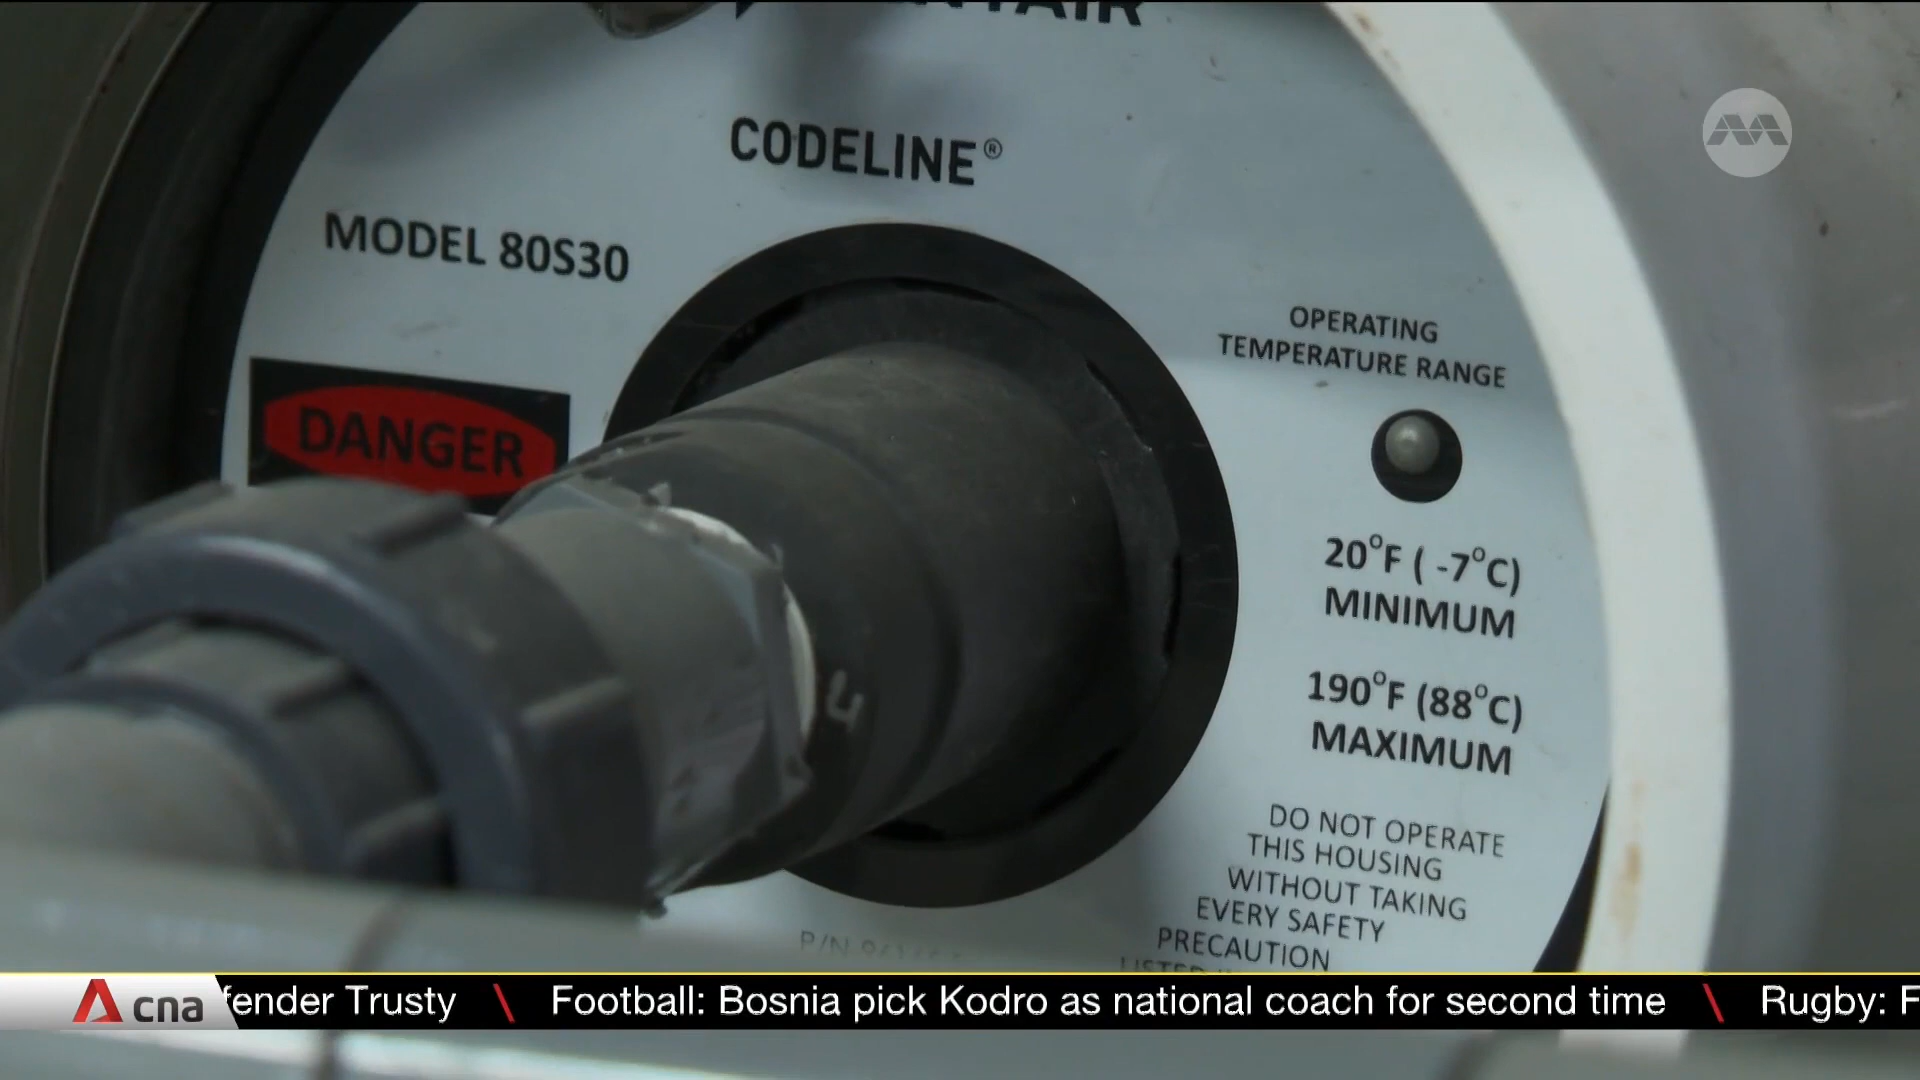 CODELINE®
MODEL 80S30
DANGER
OPERATING
TEMPERATURE RANGE
20°F ( -7°C)
MINIMUM
190°F (88°C)
MAXIMUM
DO NOT OPERATE
THIS HOUSING
WITHOUT TAKING
EVERY SAFETY
PRECAUTION
P/N
cna fender Trusty \ Football: Bosnia pick Kodro as national coach for second time \ Rugby: F